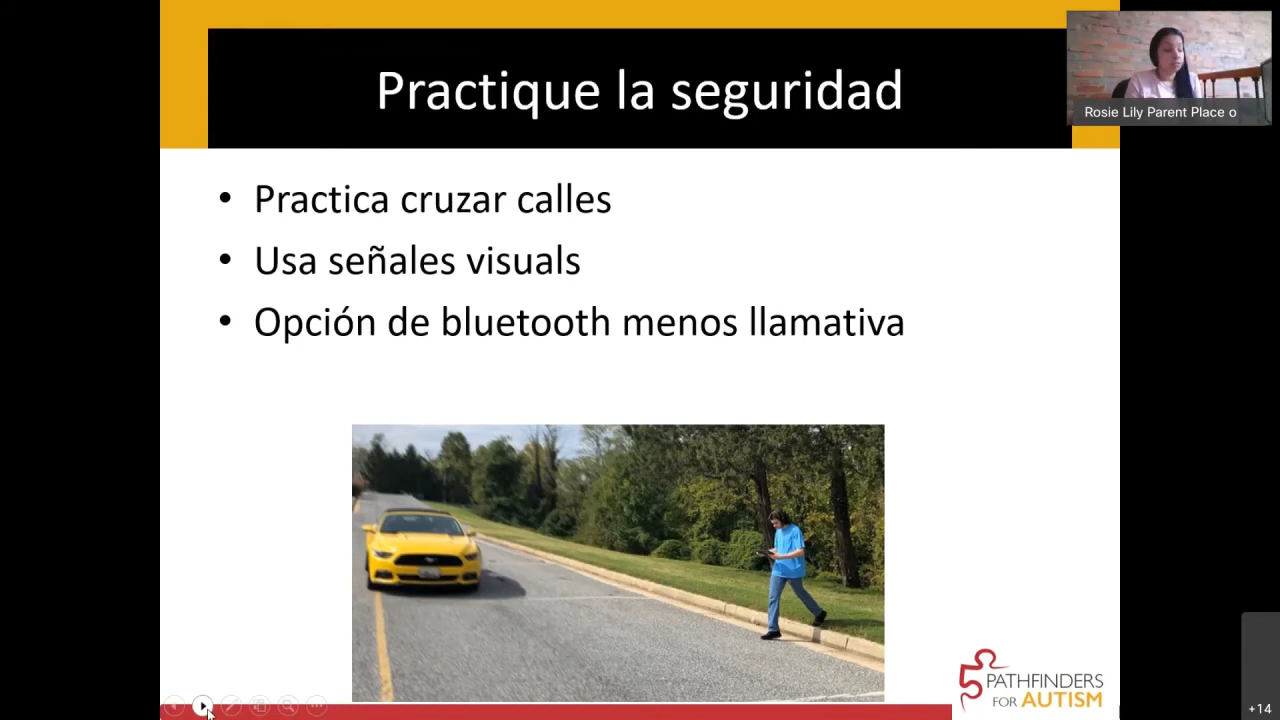 Practique la seguridad
Rosie Lily Parent Place o
• Practica cruzar calles
• Usa señales visuals
• Opción de bluetooth menos llamativa
PATHFINDERS
FOR AUTISM
+14